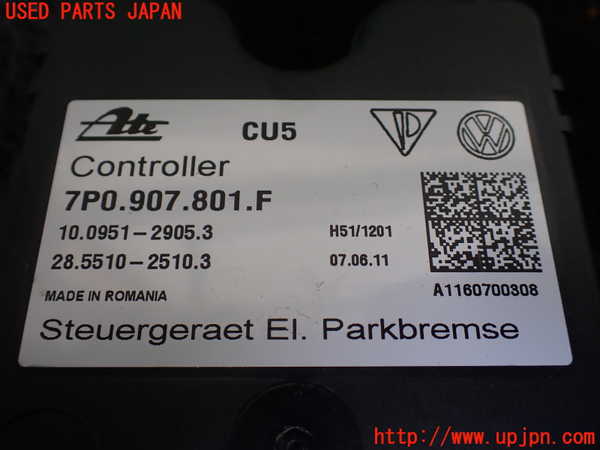 USED PARTS JAPAN
Ate CU5
Controller
7P0.907.801.F
10.0951-2905.3 H51/1201
28.5510-2510.3 07.06.11
MADE IN ROMANIA A1160700308
Steuergeraet El. Parkbremse
http://www.upjpn.com/